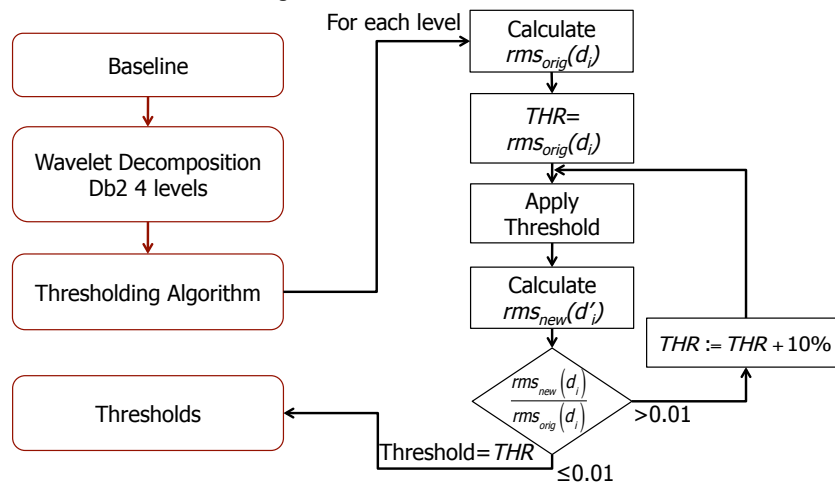 For each level
Baseline
Wavelet Decomposition
Db2 4 levels
Thresholding Algorithm
Thresholds
Calculate
rms_orig(d_i)
THR=
rms_orig(d_i)
Apply
Threshold
Calculate
rms_new(d'_i)
rms_new(d_i)
rms_orig(d_i)
>0.01
THR := THR + 10%
Threshold=THR
≤0.01